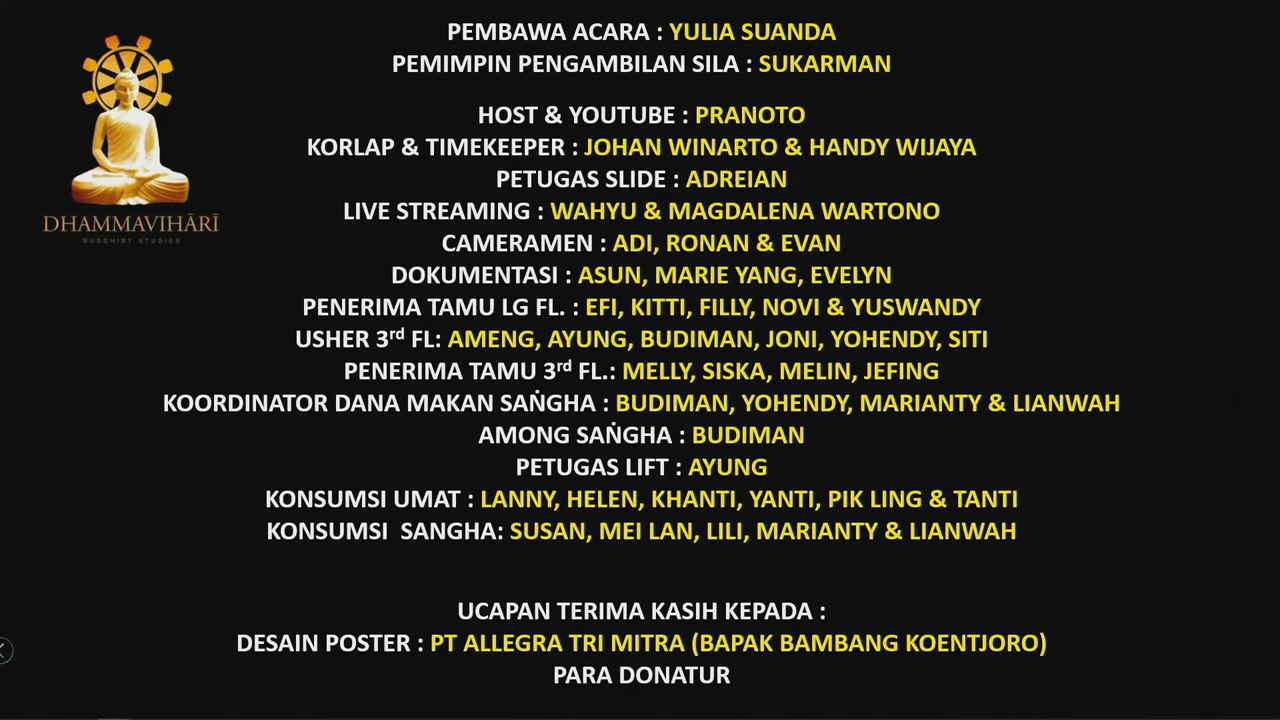 PEMBAWA ACARA : YULIA SUANDA
PEMIMPIN PENGAMBILAN SILA : SUKARMAN
HOST & YOUTUBE : PRANOTO
KORLAP & TIMEKEEPER : JOHAN WINARTO & HANDY WIJAYA
PETUGAS SLIDE : ADREIAN
LIVE STREAMING : WAHYU & MAGDALENA WARTONO
CAMERAMEN : ADI, RONAN & EVAN
DOKUMENTASI : ASUN, MARIE YANG, EVELYN
PENERIMA TAMU LG FL. : EFI, KITTI, FILLY, NOVI & YUSWANDY
USHER 3rd FL: AMENG, AYUNG, BUDIMAN, JONI, YOHENDY, SITI
PENERIMA TAMU 3rd FL.: MELLY, SISKA, MELIN, JEFING
KOORDINATOR DANA MAKAN SAṄGHA : BUDIMAN, YOHENDY, MARIANTY & LIANWAH
AMONG SAṄGHA : BUDIMAN
PETUGAS LIFT : AYUNG
KONSUMSI UMAT : LANNY, HELEN, KHANTI, YANTI, PIK LING & TANTI
KONSUMSI SANGHA: SUSAN, MEI LAN, LILI, MARIANTY & LIANWAH
UCAPAN TERIMA KASIH KEPADA :
DESAIN POSTER : PT ALLEGRA TRI MITRA (BAPAK BAMBANG KOENTJORO)
PARA DONATUR
DHAMMAVIHĀRĪ
BUDDHIST STUDIES